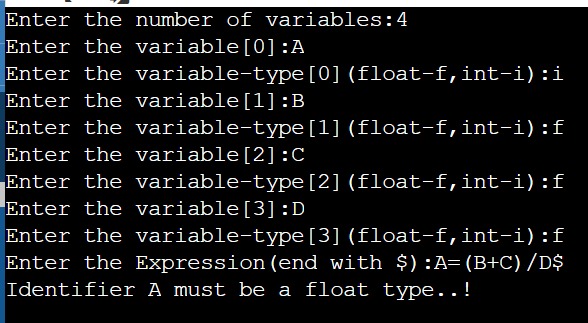 Enter the number of variables:4
Enter the variable[0]:A
Enter the variable-type[0](float-f,int-i):i
Enter the variable[1]:B
Enter the variable-type[1](float-f,int-i):f
Enter the variable[2]:C
Enter the variable-type[2](float-f,int-i):f
Enter the variable[3]:D
Enter the variable-type[3](float-f,int-i):f
Enter the Expression(end with $):A=(B+C)/D$
Identifier A must be a float type..!